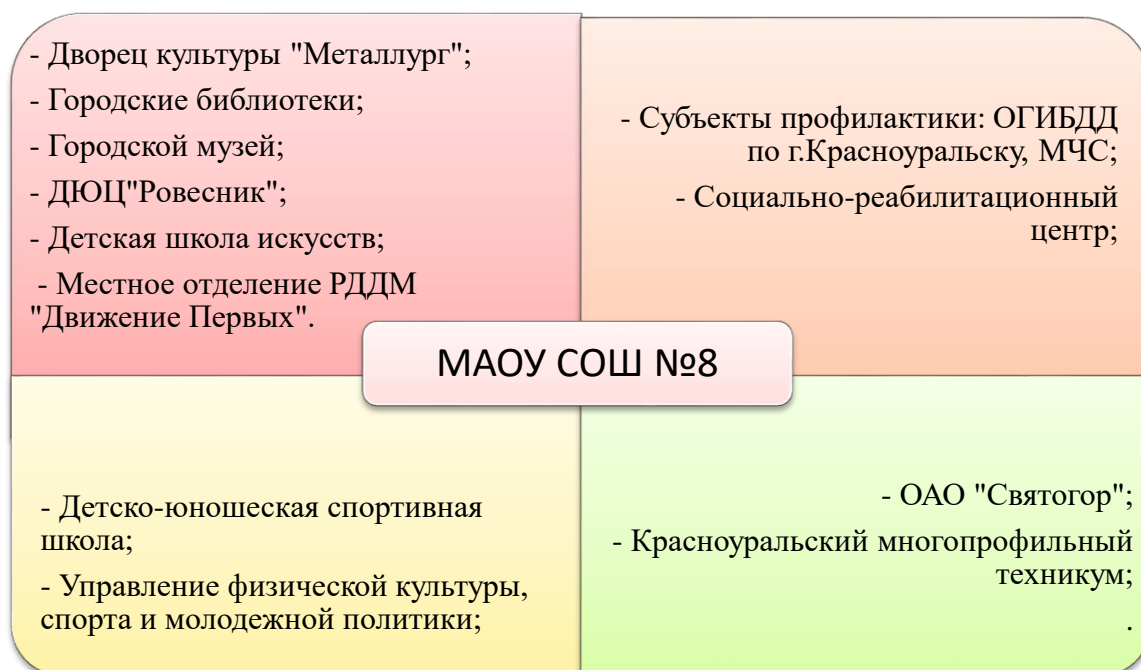 - Дворец культуры "Металлург";
- Городские библиотеки;
- Городской музей;
- ДЮЦ"Ровесник";
- Детская школа искусств;
- Местное отделение РДДМ
"Движение Первых".
- Субъекты профилактики: ОГИБДД
по г.Красноуральску, МЧС;
- Социально-реабилитационный
центр;
МАОУ СОШ №8
- Детско-юношеская спортивная
школа;
- Управление физической культуры,
спорта и молодежной политики;
- ОАО "Святогор";
- Красноуральский многопрофильный
техникум;
.